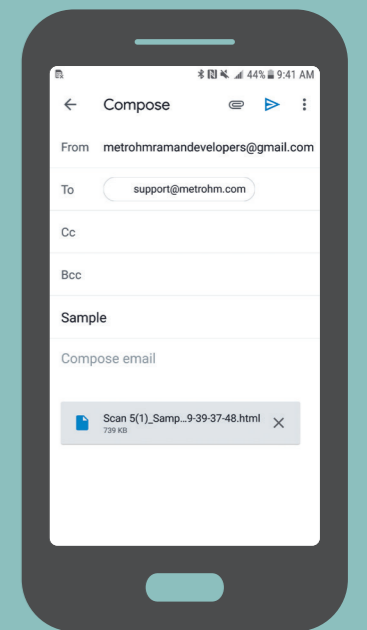 44% 9:41 AM
Compose
From metrohmramandevelopers@gmail.com
To support@metrohm.com
Cc
Bcc
Sample
Compose email
Scan 5(1)_Samp...9-39-37-48.html
739 KB